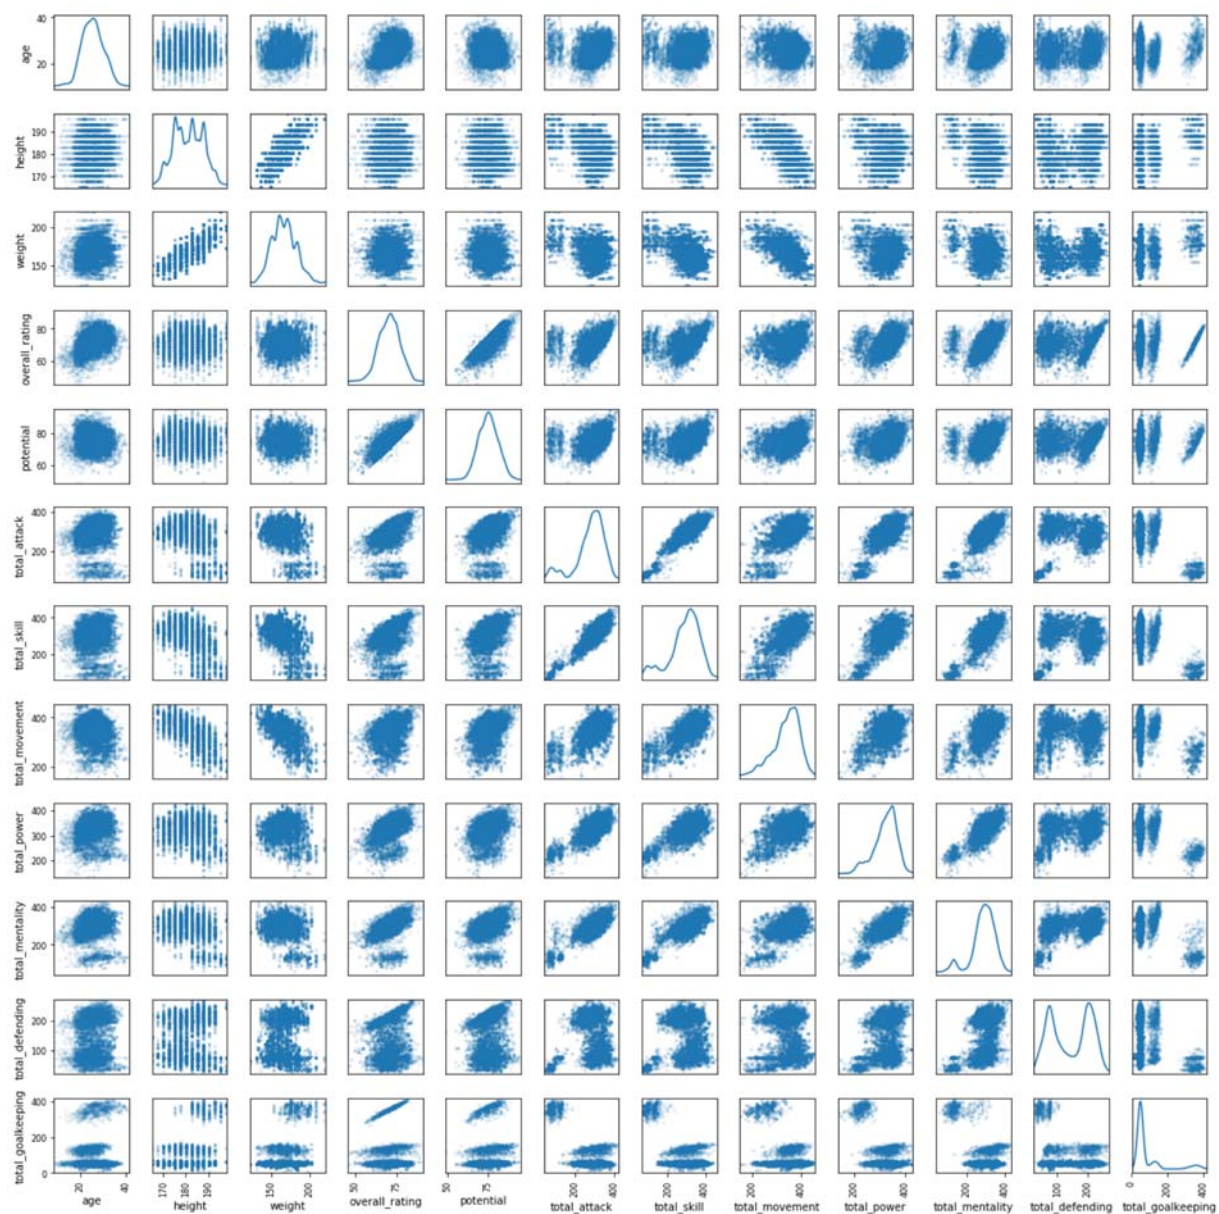 age
40
20
height
190
180
170
weight
200
150
overall_rating
80
60
potential
80
60
total_attack
400
200
total_skill
400
200
total_movement
400
200
total_power
400
300
200
total_mentality
400
200
total_defending
200
100
total_goalkeeping
400
200
0
20 40 170 180 190 150 200 50 75 50 75 200 400 200 400 200 400 200 400 200 400 100 200 0 200 400
age height weight overall_rating potential total_attack total_skill total_movement total_power total_mentality total_defending total_goalkeeping